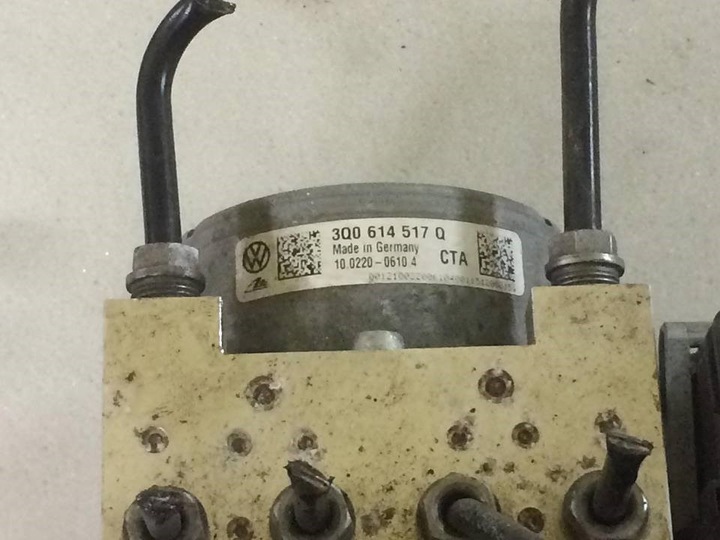 3Q0 614 517 Q
Made in Germany
10.0220-0610.4 CTA